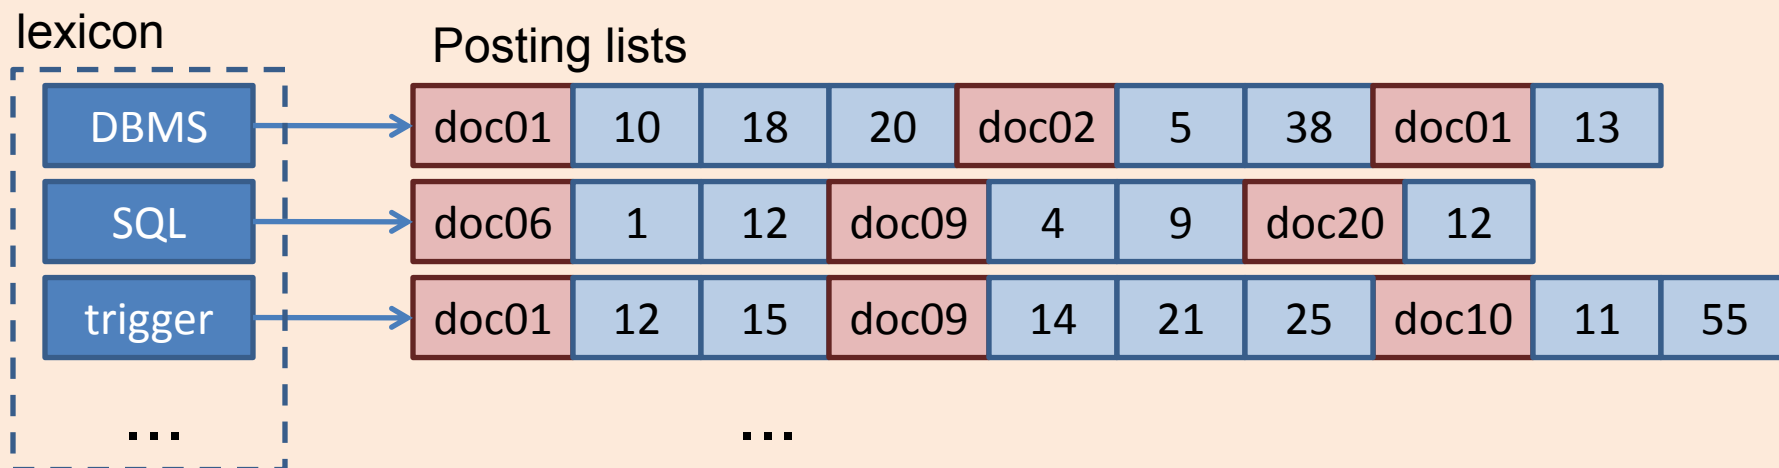 lexicon
Posting lists
DBMS doc01 10 18 20 doc02 5 38 doc01 13
SQL doc06 1 12 doc09 4 9 doc20 12
trigger doc01 12 15 doc09 14 21 25 doc10 11 55
... ...